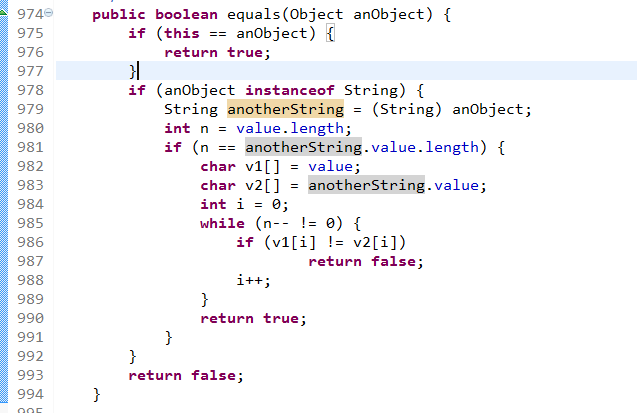 974 public boolean equals(Object anObject) {
975 if (this == anObject) {
976 return true;
977 }
978 if (anObject instanceof String) {
979 String anotherString = (String) anObject;
980 int n = value.length;
981 if (n == anotherString.value.length) {
982 char v1[] = value;
983 char v2[] = anotherString.value;
984 int i = 0;
985 while (n-- != 0) {
986 if (v1[i] != v2[i])
987 return false;
988 i++;
989 }
990 return true;
991 }
992 }
993 return false;
994 }